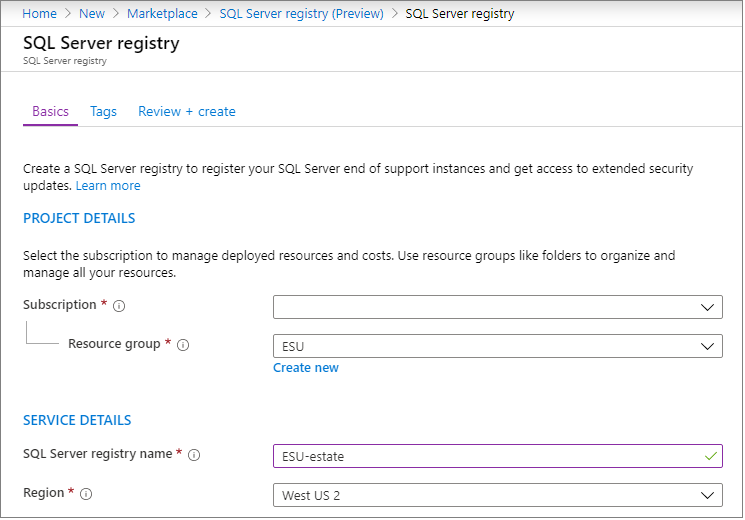 Home > New > Marketplace > SQL Server registry (Preview) > SQL Server registry
SQL Server registry
SQL Server registry
Basics Tags Review + create
Create a SQL Server registry to register your SQL Server end of support instances and get access to extended security
updates. Learn more
PROJECT DETAILS
Select the subscription to manage deployed resources and costs. Use resource groups like folders to organize and
manage all your resources.
Subscription *
Resource group * ESU
Create new
SERVICE DETAILS
SQL Server registry name * ESU-estate
Region * West US 2